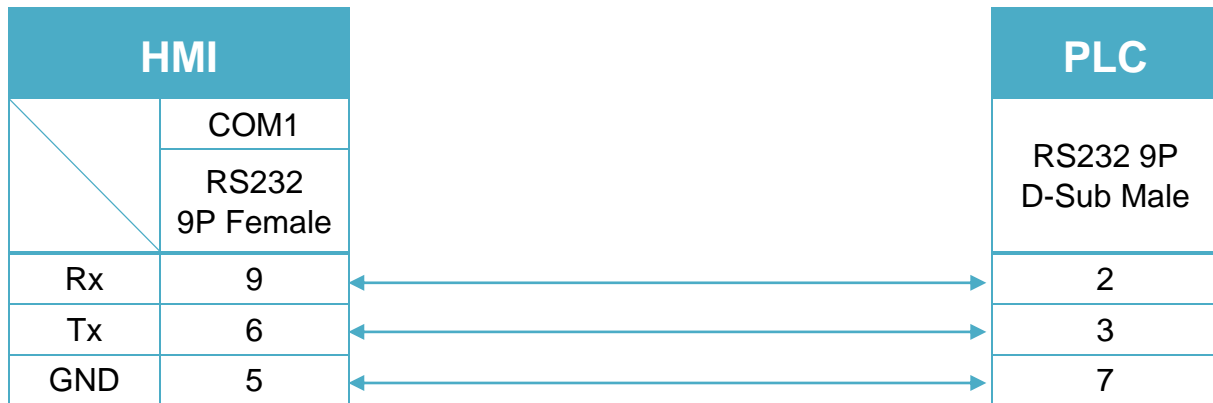 HMI PLC
COM1
RS232
9P Female
RS232 9P
D-Sub Male
Rx 9 2
Tx 6 3
GND 5 7